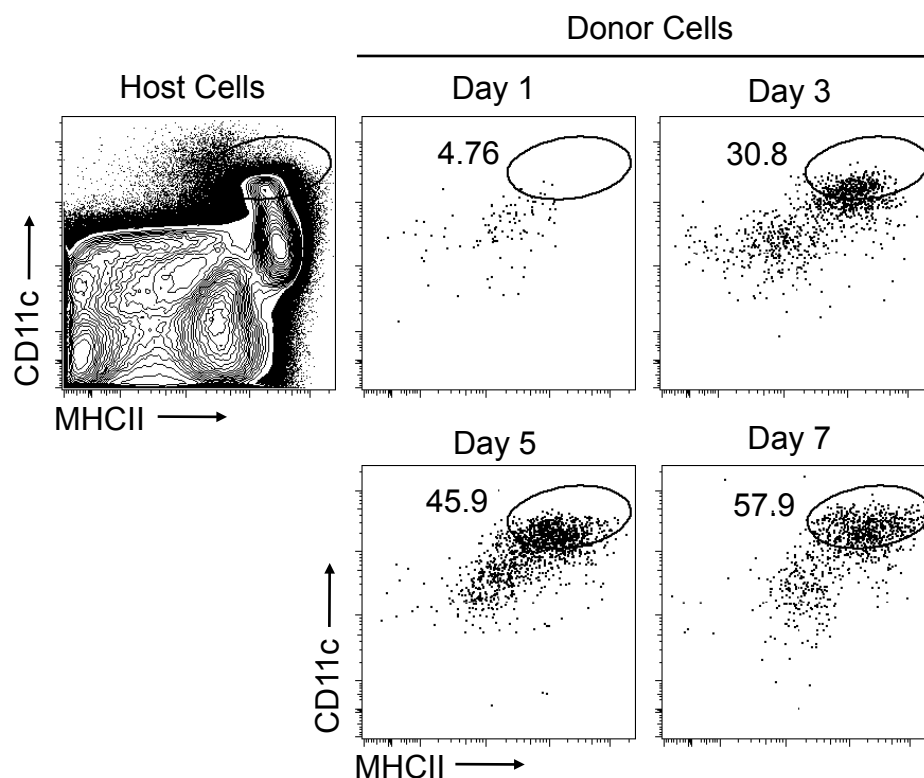 Donor Cells
Host Cells
Day 1
Day 3
4.76
30.8
CD11c
MHCII
Day 5
Day 7
45.9
57.9
CD11c
MHCII